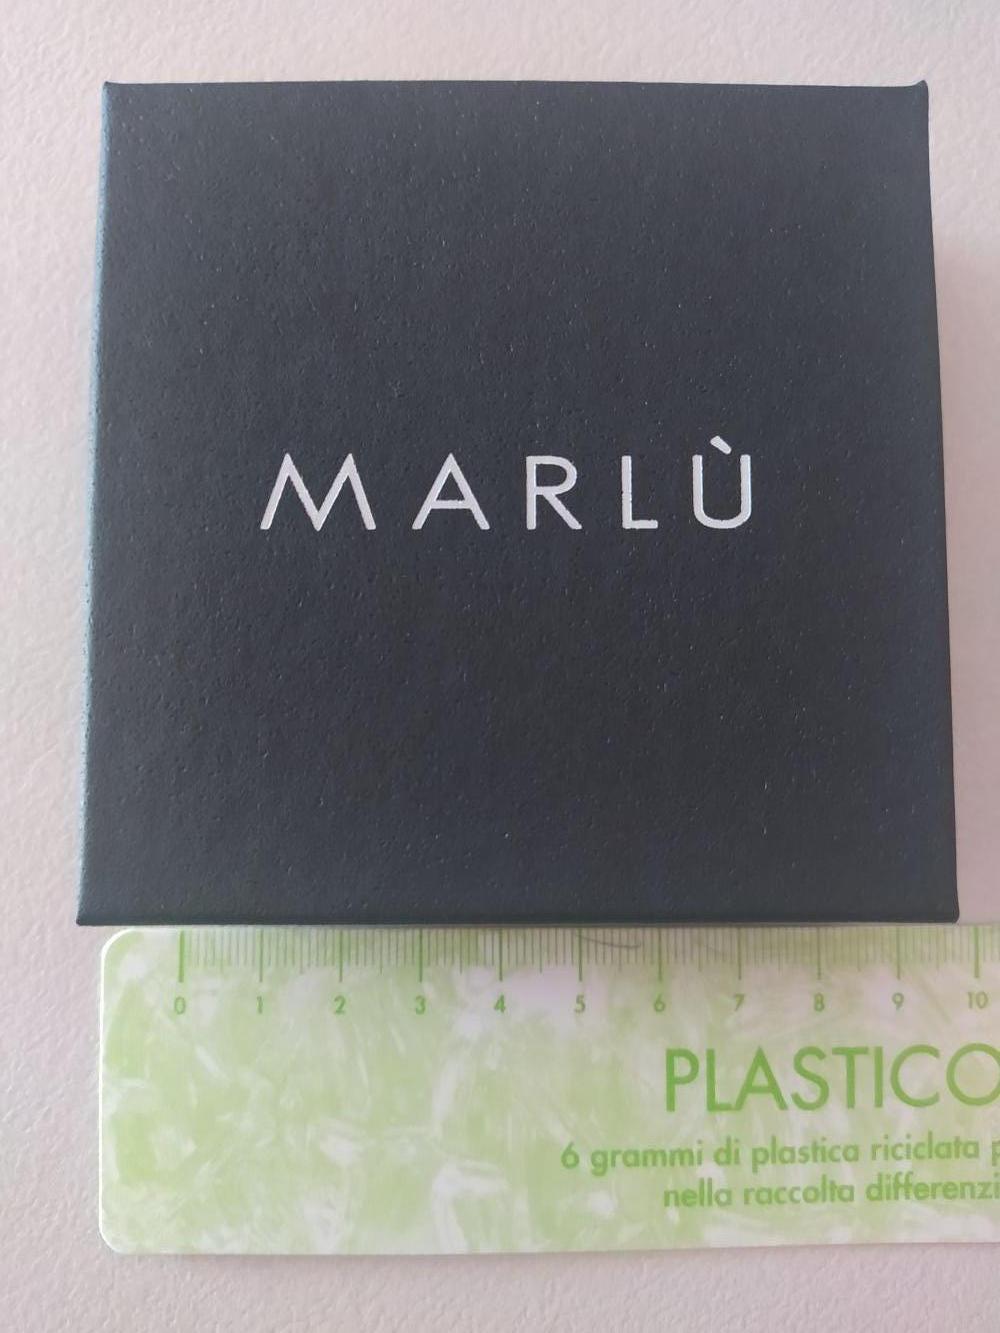 MARLÙ
0 1 2 3 4 5 6 7 8 9 10
PLASTICO
6 grammi di plastica riciclata p
nella raccolta differenzi